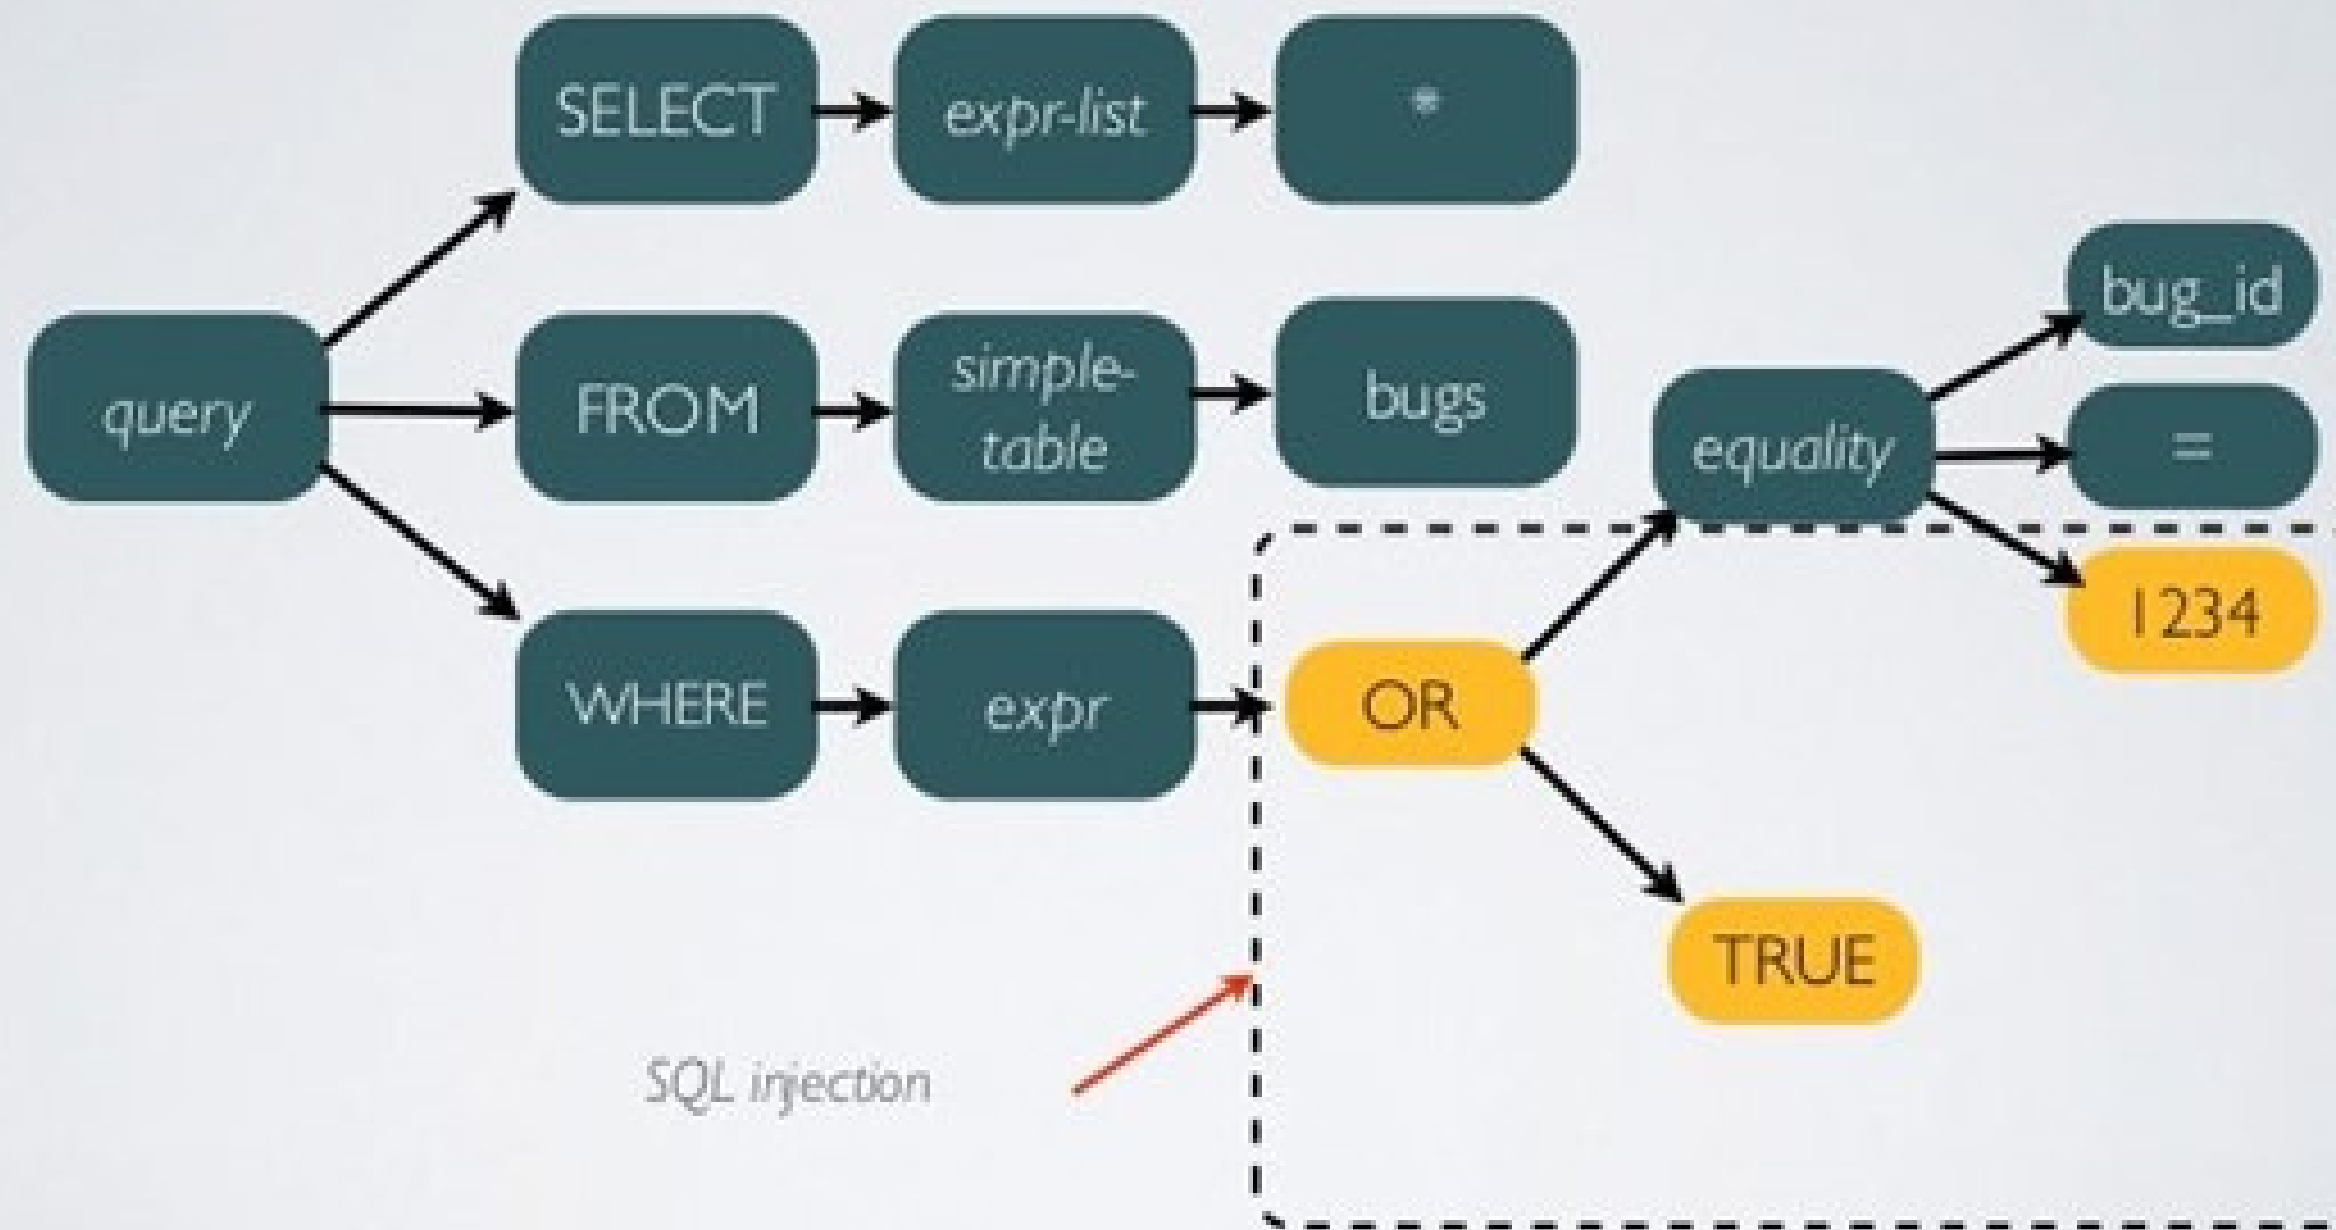 SELECT
expr-list
*
query
FROM
simple-
table
bugs
equality
bug_id
=
1234
WHERE
expr
OR
TRUE
SQL injection